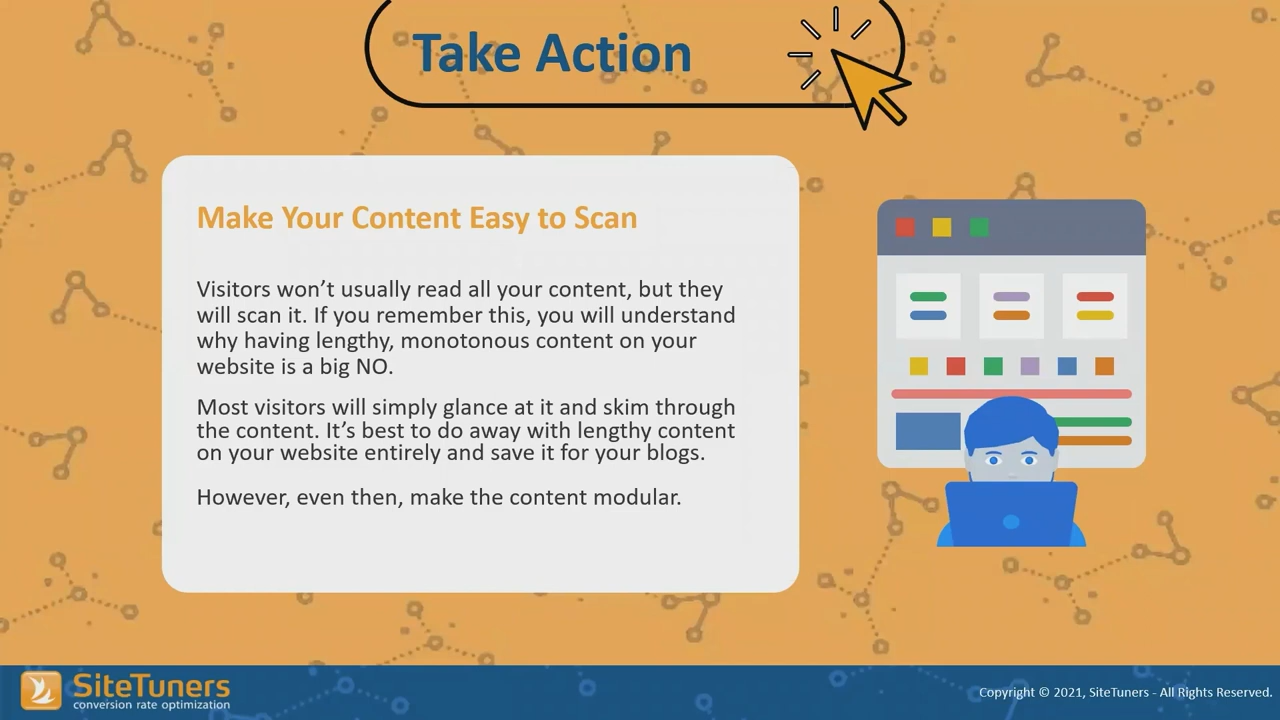 Take Action
Make Your Content Easy to Scan
Visitors won’t usually read all your content, but they
will scan it. If you remember this, you will understand
why having lengthy, monotonous content on your
website is a big NO.
Most visitors will simply glance at it and skim through
the content. It’s best to do away with lengthy content
on your website entirely and save it for your blogs.
However, even then, make the content modular.
SiteTuners
conversion rate optimization
Copyright © 2021, SiteTuners - All Rights Reserved.